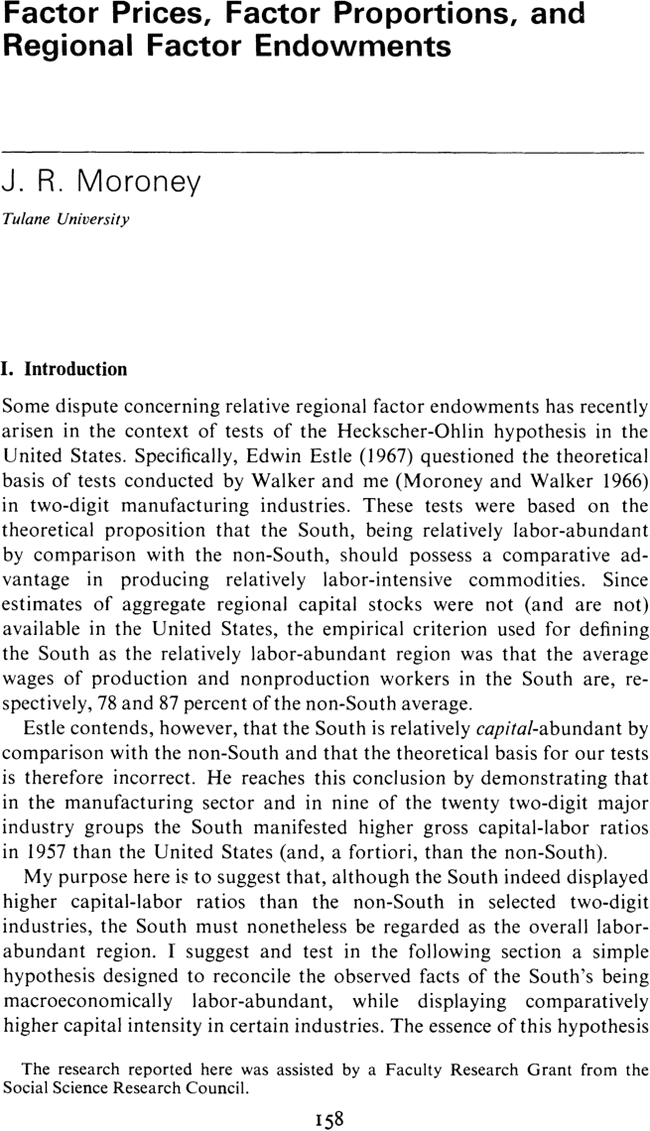 Factor Prices, Factor Proportions, and
Regional Factor Endowments
J. R. Moroney
Tulane University
I. Introduction
Some dispute concerning relative regional factor endowments has recently
arisen in the context of tests of the Heckscher-Ohlin hypothesis in the
United States. Specifically, Edwin Estle (1967) questioned the theoretical
basis of tests conducted by Walker and me (Moroney and Walker 1966)
in two-digit manufacturing industries. These tests were based on the
theoretical proposition that the South, being relatively labor-abundant
by comparison with the non-South, should possess a comparative ad-
vantage in producing relatively labor-intensive commodities. Since
estimates of aggregate regional capital stocks were not (and are not)
available in the United States, the empirical criterion used for defining
the South as the relatively labor-abundant region was that the average
wages of production and nonproduction workers in the South are, re-
spectively, 78 and 87 percent of the non-South average.
Estle contends, however, that the South is relatively capital-abundant by
comparison with the non-South and that the theoretical basis for our tests
is therefore incorrect. He reaches this conclusion by demonstrating that
in the manufacturing sector and in nine of the twenty two-digit major
industry groups the South manifested higher gross capital-labor ratios
in 1957 than the United States (and, a fortiori, than the non-South).
My purpose here is to suggest that, although the South indeed displayed
higher capital-labor ratios than the non-South in selected two-digit
industries, the South must nonetheless be regarded as the overall labor-
abundant region. I suggest and test in the following section a simple
hypothesis designed to reconcile the observed facts of the South's being
macroeconomically labor-abundant, while displaying comparatively
higher capital intensity in certain industries. The essence of this hypothesis
The research reported here was assisted by a Faculty Research Grant from the
Social Science Research Council.
158